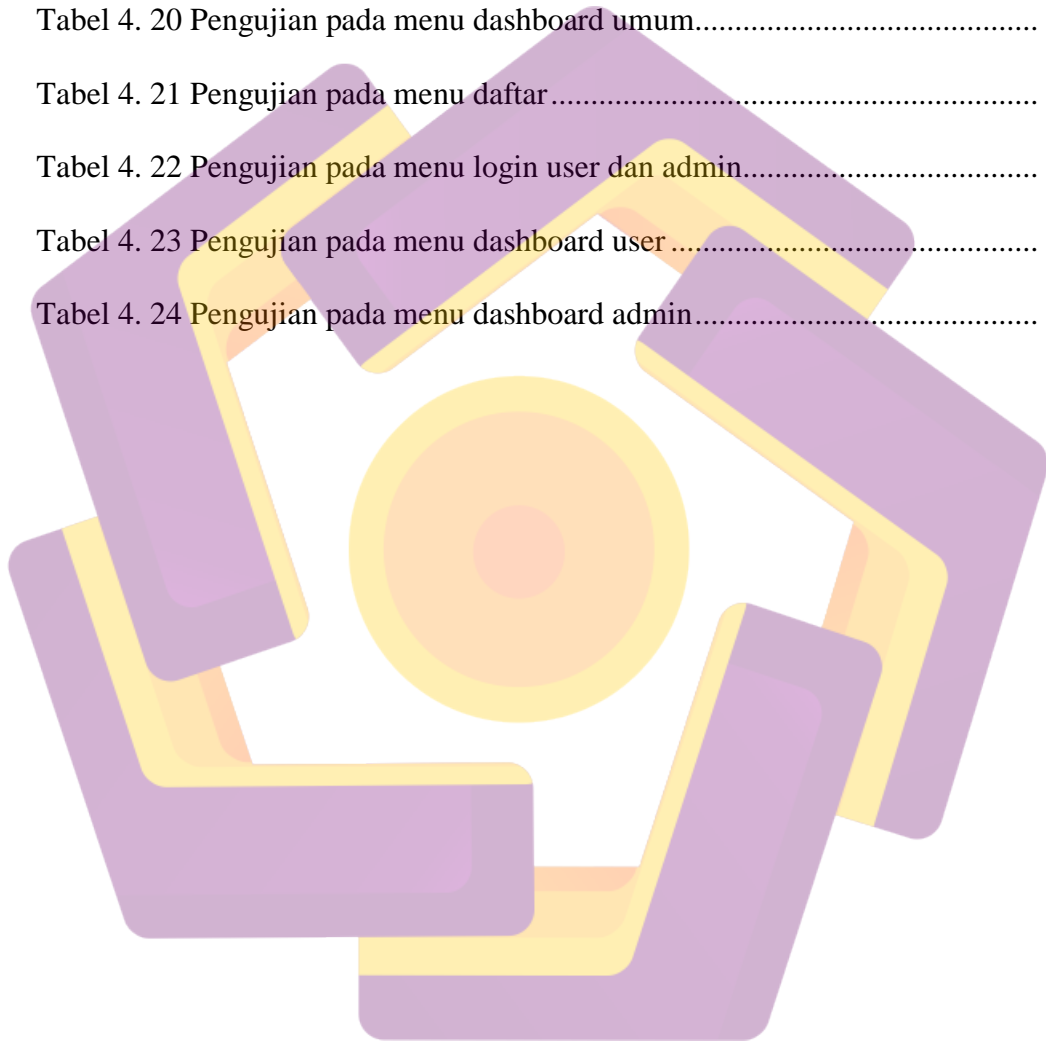 Tabel 4. 20 Pengujian pada menu dashboard umum...........................................
Tabel 4. 21 Pengujian pada menu daftar.............................................................
Tabel 4. 22 Pengujian pada menu login user dan admin.....................................
Tabel 4. 23 Pengujian pada menu dashboard user..............................................
Tabel 4. 24 Pengujian pada menu dashboard admin...........................................